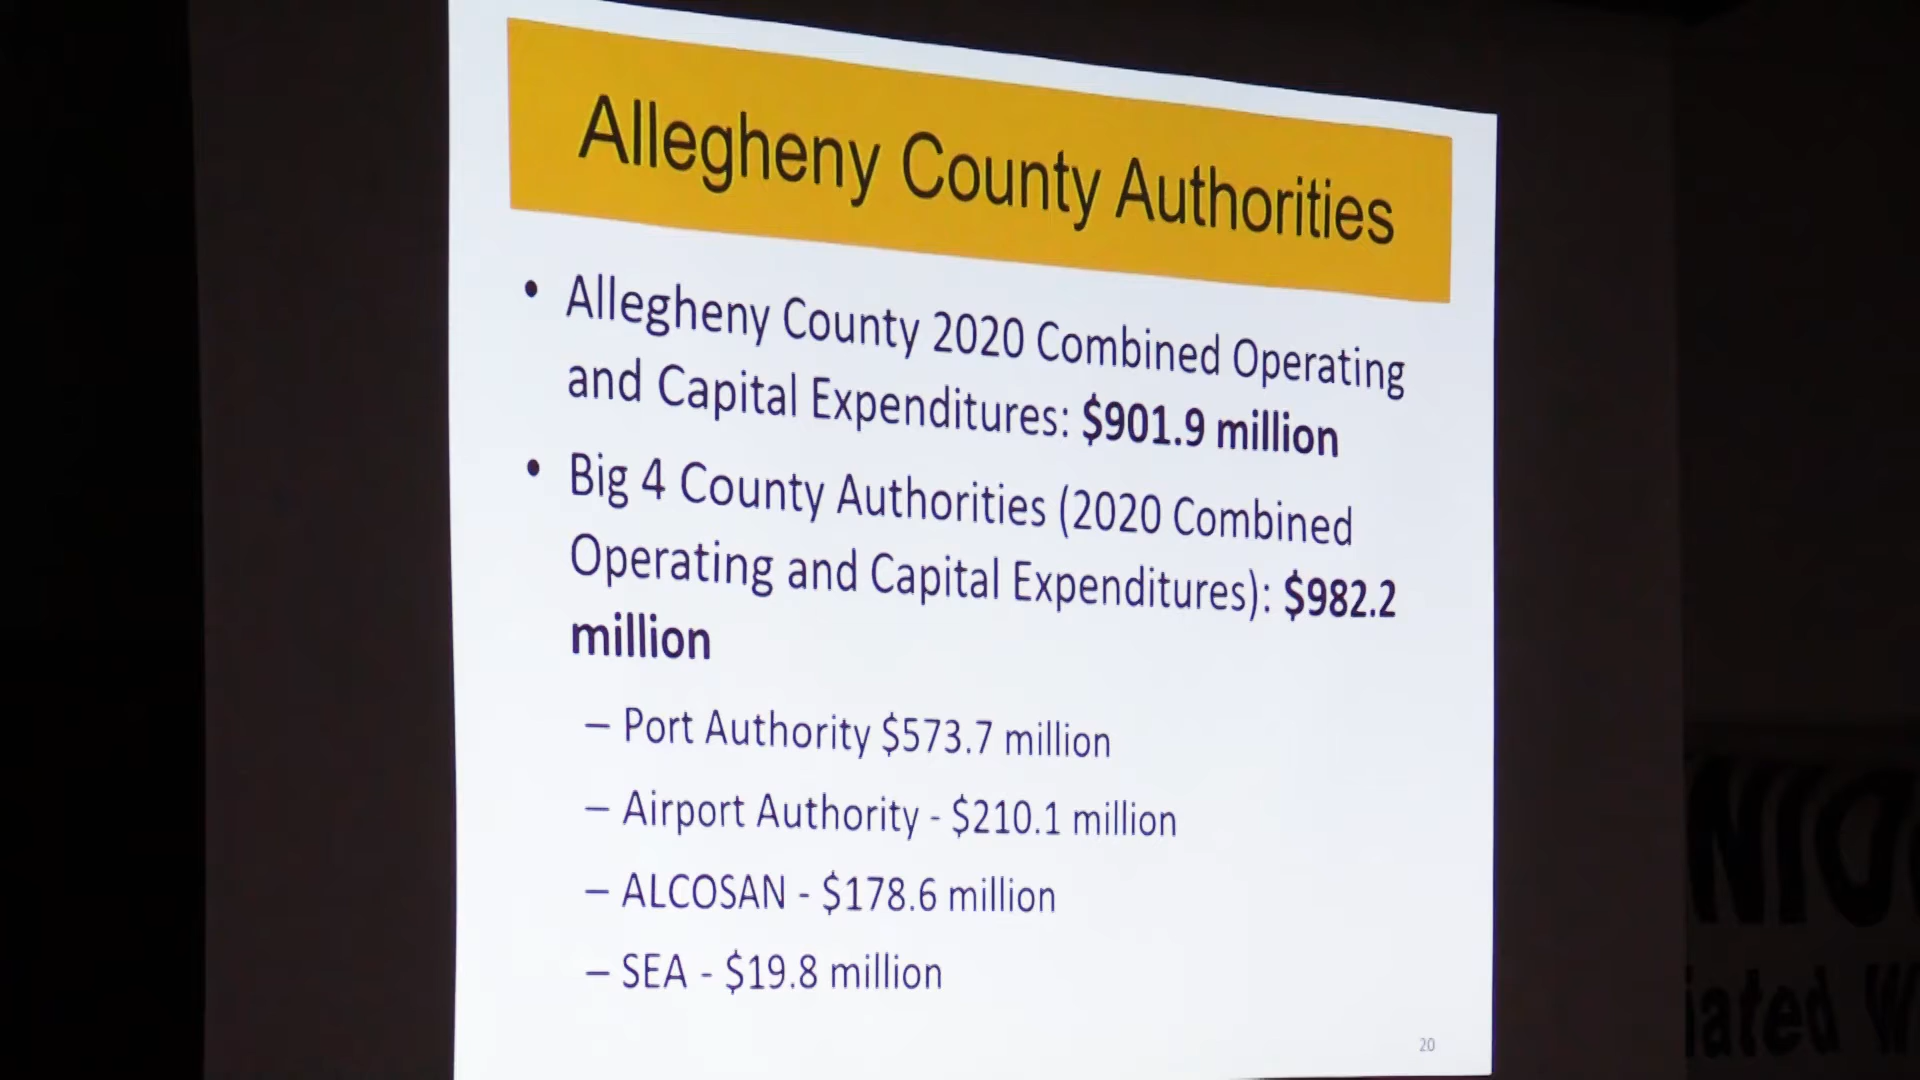 Allegheny County Authorities
• Allegheny County 2020 Combined Operating
and Capital Expenditures: $901.9 million
• Big 4 County Authorities (2020 Combined
Operating and Capital Expenditures): $982.2
million
– Port Authority $573.7 million
– Airport Authority - $210.1 million
– ALCOSAN - $178.6 million
– SEA - $19.8 million
20